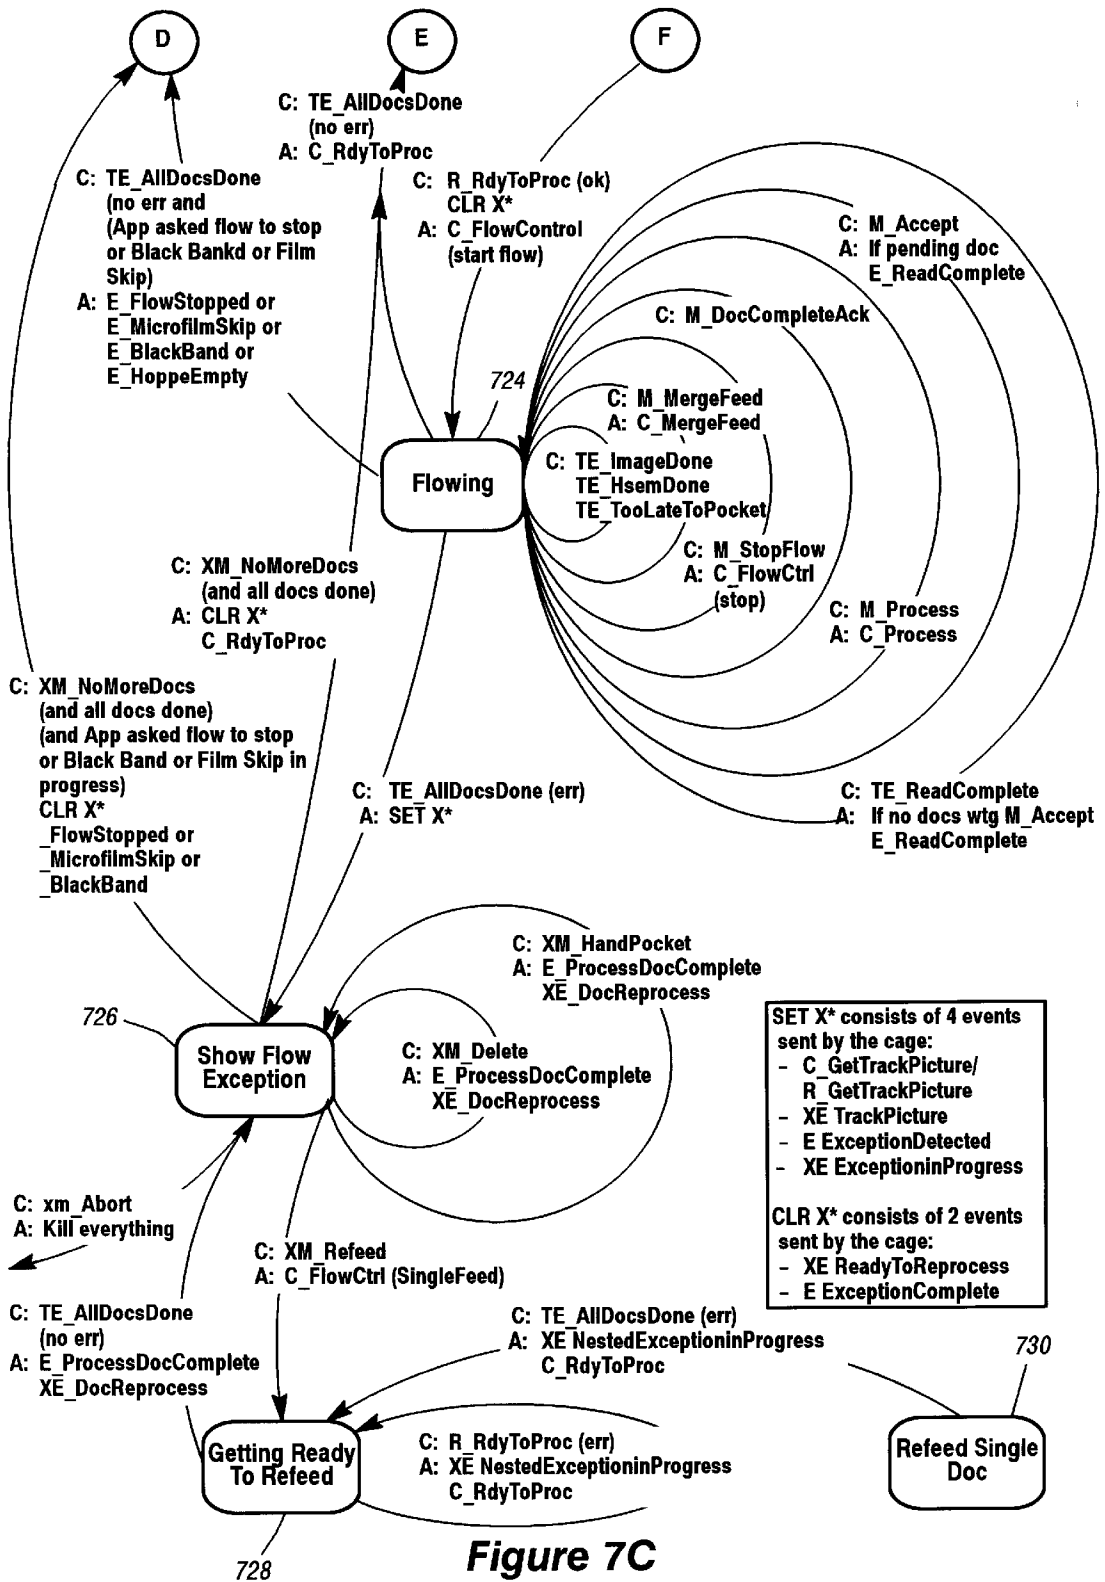 D
E
F
C: TE_AllDocsDone
(no err)
A: C_RdyToProc
C: TE_AllDocsDone
(no err and
(App asked flow to stop
or Black Bankd or Film
Skip)
A: E_FlowStopped or
E_MicrofilmSkip or
E_BlackBand or
E_HoppeEmpty
C: R_RdyToProc (ok)
CLR X*
A: C_FlowControl
(start flow)
C: M_Accept
A: If pending doc
E_ReadComplete
C: M_DocCompleteAck
724
C: M_MergeFeed
A: C_MergeFeed
Flowing
C: TE_ImageDone
TE_HsemDone
TE_TooLateToPocket
C: M_StopFlow
A: C_FlowCtrl
(stop)
C: XM_NoMoreDocs
(and all docs done)
A: CLR X*
C_RdyToProc
C: M_Process
A: C_Process
C: XM_NoMoreDocs
(and all docs done)
(and App asked flow to stop
or Black Band or Film Skip in
progress)
CLR X*
_FlowStopped or
_MicrofilmSkip or
_BlackBand
C: TE_AllDocsDone (err)
A: SET X*
C: TE_ReadComplete
A: If no docs wtg M_Accept
E_ReadComplete
C: XM_HandPocket
A: E_ProcessDocComplete
XE_DocReprocess
726
Show Flow
Exception
C: XM_Delete
A: E_ProcessDocComplete
XE_DocReprocess
SET X* consists of 4 events
sent by the cage:
- C_GetTrackPicture/
R_GetTrackPicture
- XE TrackPicture
- E ExceptionDetected
- XE ExceptioninProgress
CLR X* consists of 2 events
sent by the cage:
- XE ReadyToReprocess
- E ExceptionComplete
C: xm_Abort
A: Kill everything
C: XM_Refeed
A: C_FlowCtrl (SingleFeed)
C: TE_AllDocsDone
(no err)
A: E_ProcessDocComplete
XE_DocReprocess
C: TE_AllDocsDone (err)
A: XE NestedExceptioninProgress
C_RdyToProc
730
Getting Ready
To Refeed
C: R_RdyToProc (err)
A: XE NestedExceptioninProgress
C_RdyToProc
Refeed Single
Doc
728
Figure 7C